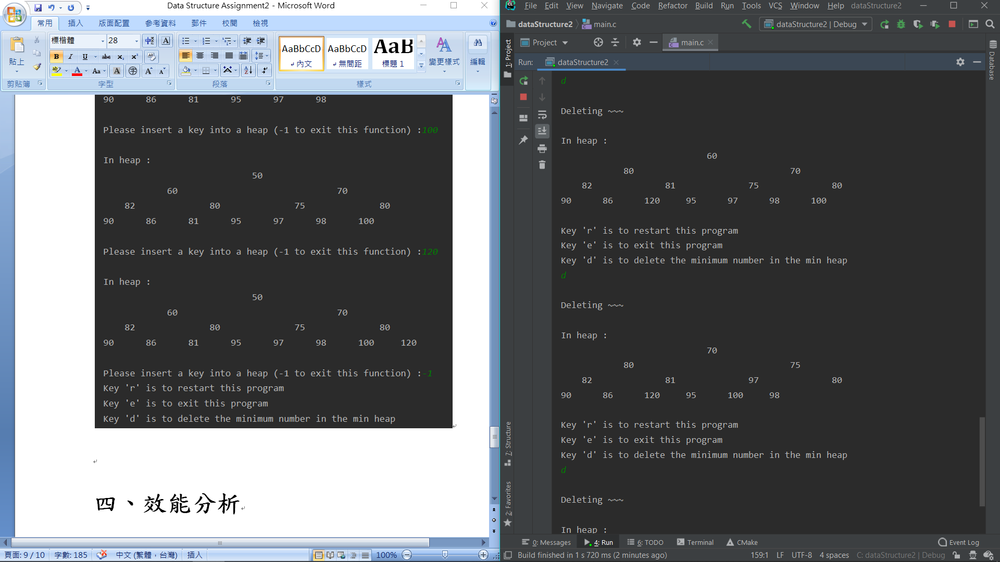 Data Structure Assignment2 - Microsoft Word
常用 插入 版面配置 參考資料 郵件 校閱 檢視
貼上
剪貼簿
標楷體 28
B I U abc x₂ x²
A Aa A 字 A A
字型
段落
AaBbCcD AaBbCcD AaB
↲ 內文 ↲ 無間距 標題 1
變更樣式
樣式
編輯
90 86 81 95 97 98
Please insert a key into a heap (-1 to exit this function) :100
In heap :
50
60 70
82 80 75 80
90 86 81 95 97 98 100
Please insert a key into a heap (-1 to exit this function) :120
In heap :
50
60 70
82 80 75 80
90 86 81 95 97 98 100 120
Please insert a key into a heap (-1 to exit this function) :-1
Key 'r' is to restart this program
Key 'e' is to exit this program
Key 'd' is to delete the minimum number in the min heap
四、效能分析
頁面: 9 / 10 字數: 185 中文 (繁體，台灣) 插入 100%
File Edit View Navigate Code Refactor Build Run Tools VCS Window Help dataStructure2
dataStructure2 main.c dataStructure2 | Debug
Project main.c
Run: dataStructure2
1: Project
7: Structure
2: Favorites
Database
d
Deleting ~~~
In heap :
60
80 70
82 81 75 80
90 86 120 95 97 98 100
Key 'r' is to restart this program
Key 'e' is to exit this program
Key 'd' is to delete the minimum number in the min heap
d
Deleting ~~~
In heap :
70
80 75
82 81 97 80
90 86 120 95 100 98
Key 'r' is to restart this program
Key 'e' is to exit this program
Key 'd' is to delete the minimum number in the min heap
d
Deleting ~~~
In heap :
0: Messages 4: Run 6: TODO Terminal CMake Event Log
Build finished in 1 s 720 ms (2 minutes ago) 159:1 LF UTF-8 4 spaces C: dataStructure2 | Debug